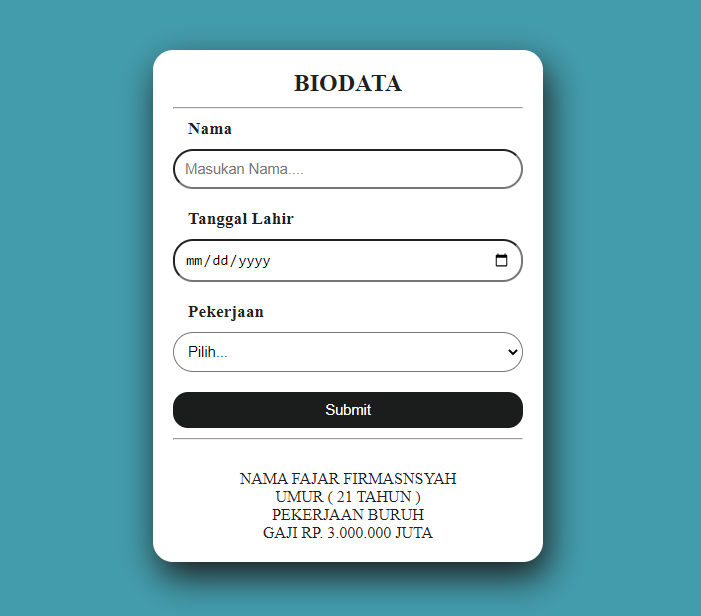 BIODATA
Nama
Masukan Nama....
Tanggal Lahir
mm/dd/yyyy
Pekerjaan
Pilih...
Submit
NAMA FAJAR FIRMASNSYAH
UMUR ( 21 TAHUN )
PEKERJAAN BURUH
GAJI RP. 3.000.000 JUTA